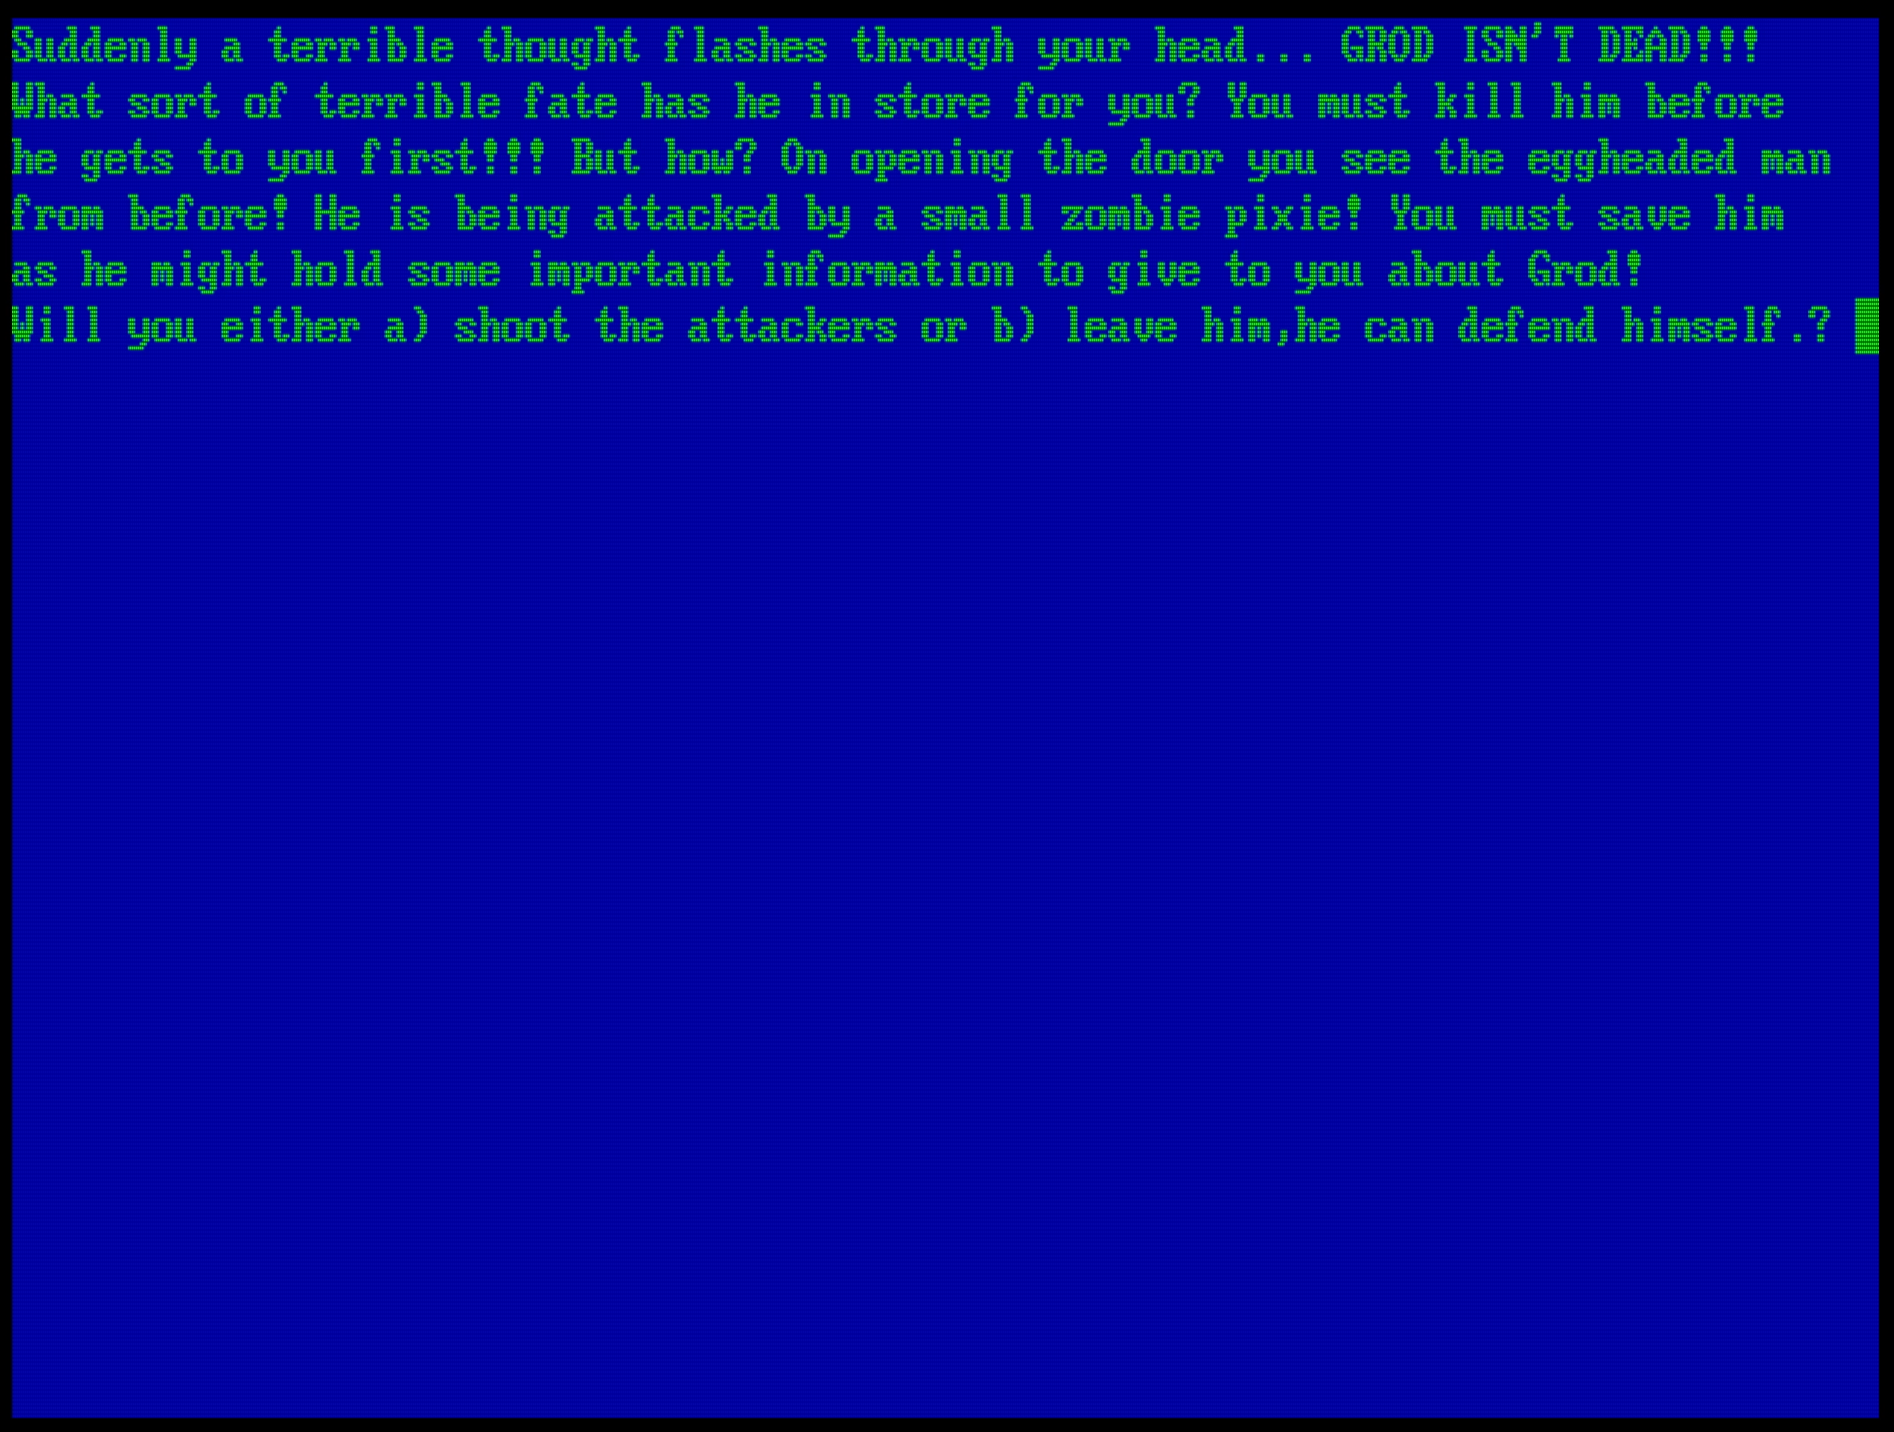 Suddenly a terrible thought flashes through your head... GROD ISN'T DEAD!!!
What sort of terrible fate has he in store for you? You must kill him before
he gets to you first!!! But how? On opening the door you see the eggheaded man
from before! He is being attacked by a small zombie pixie! You must save him
as he might hold some important information to give to you about Grod!
Will you either a) shoot the attackers or b) leave him,he can defend himself.?